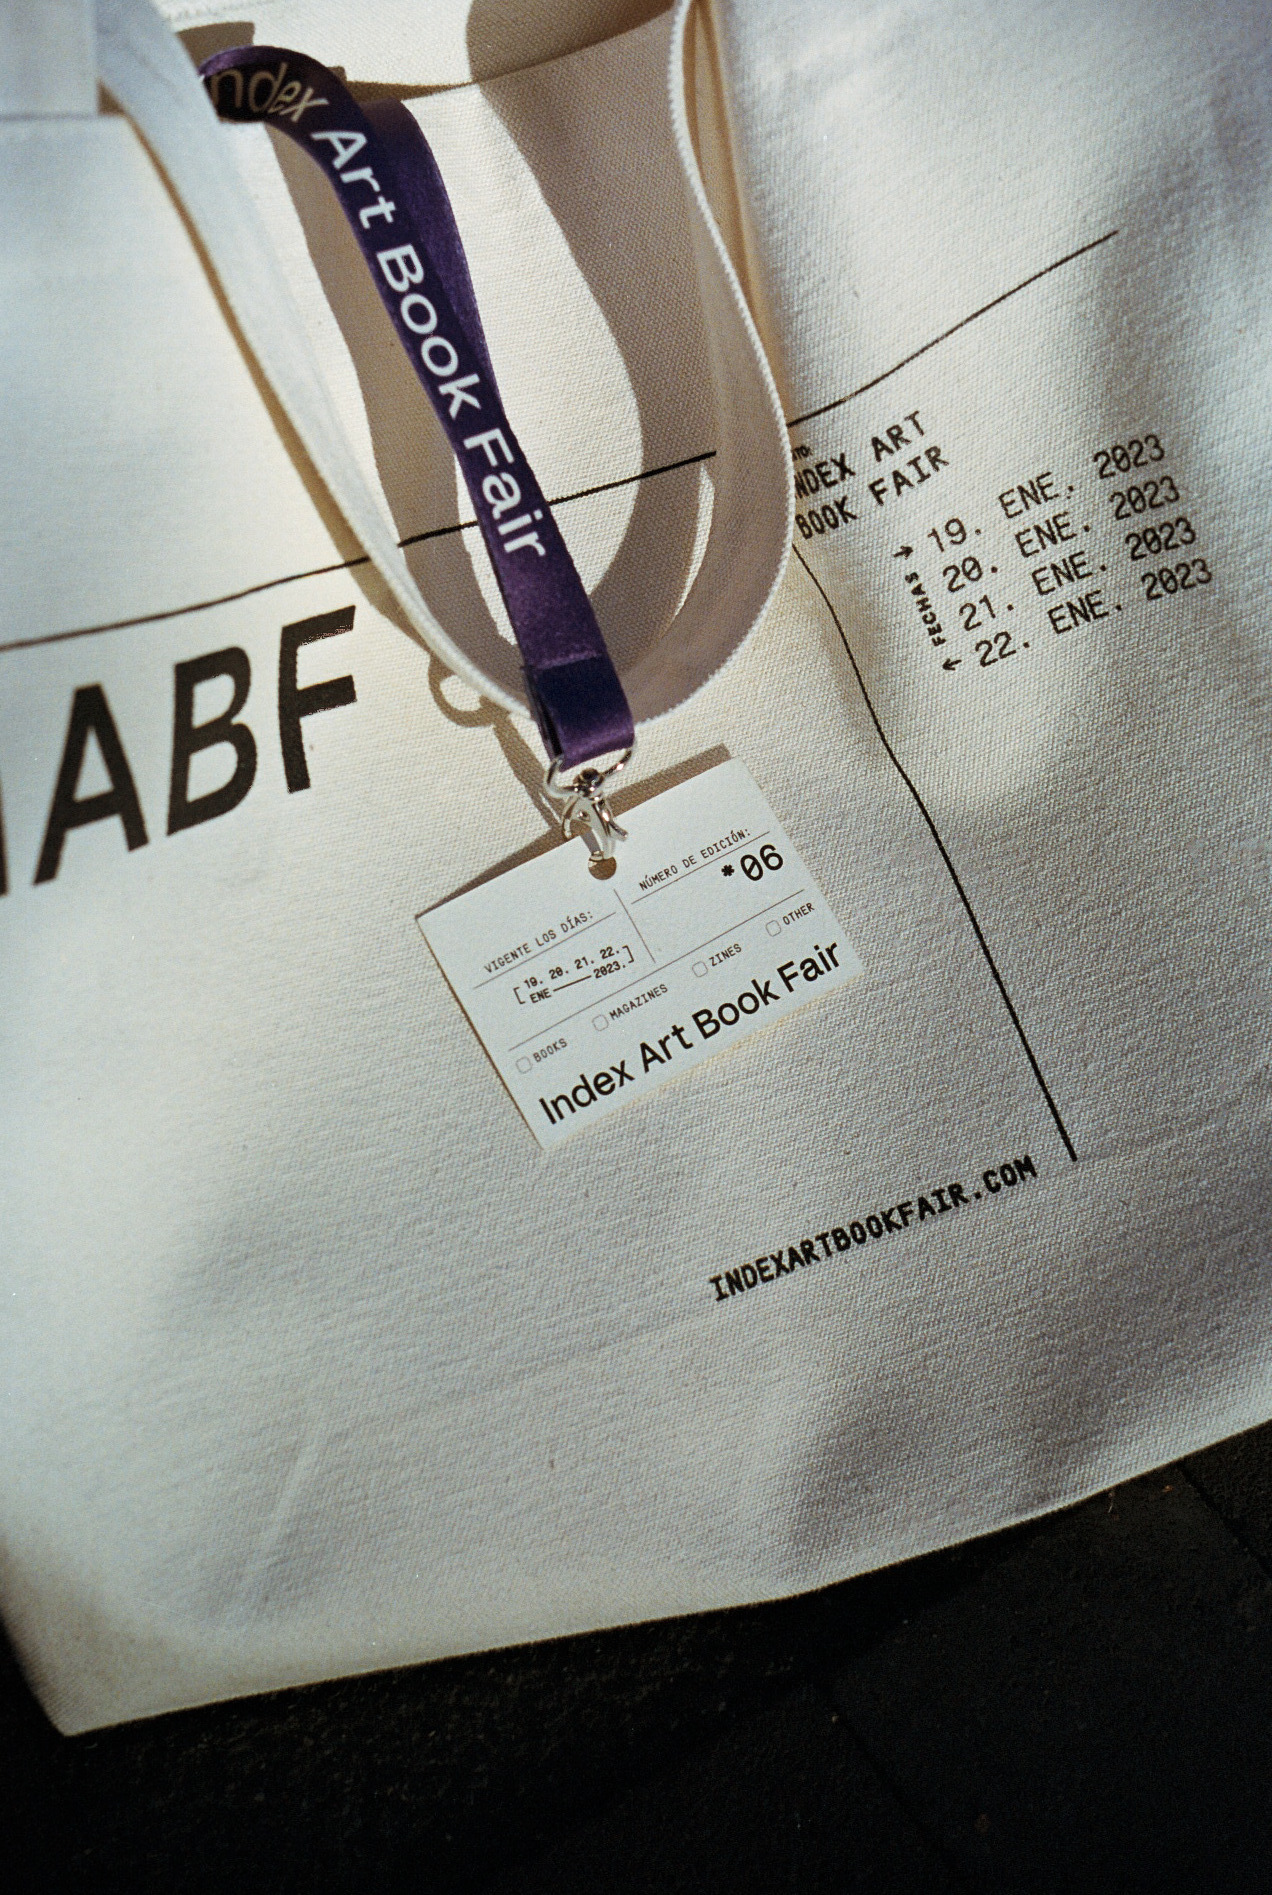 Index Art Book Fair
INDEX ART
BOOK FAIR
FECHAS
→ 19. ENE. 2023
20. ENE. 2023
21. ENE. 2023
← 22. ENE. 2023
IABF
NÚMERO DE EDICIÓN:
*06
VIGENTE LOS DÍAS:
[19. 20. 21. 22.
ENE 2023.]
BOOKS MAGAZINES ZINES OTHER
Index Art Book Fair
INDEXARTBOOKFAIR.COM